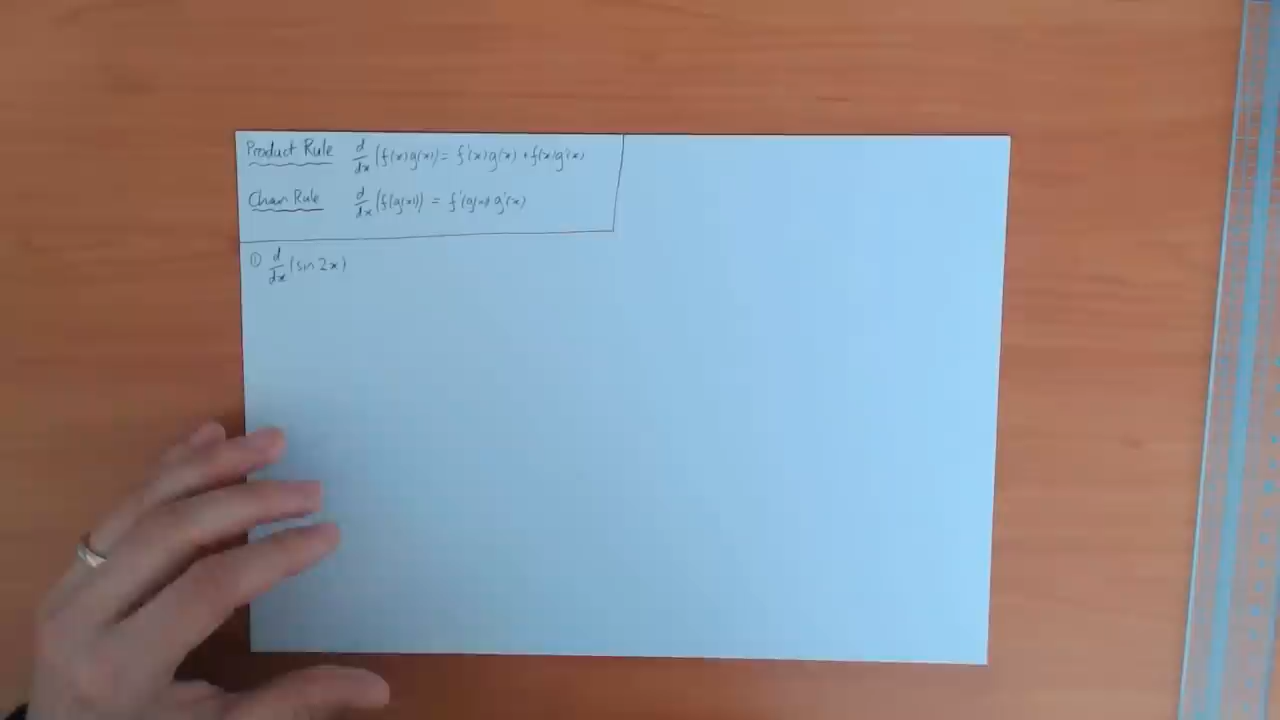 Product Rule d/dx (f(x)g(x)) = f'(x)g(x) + f(x)g'(x)
Chain Rule d/dx (f(g(x))) = f'(g(x)) g'(x)
① d/dx (sin 2x)